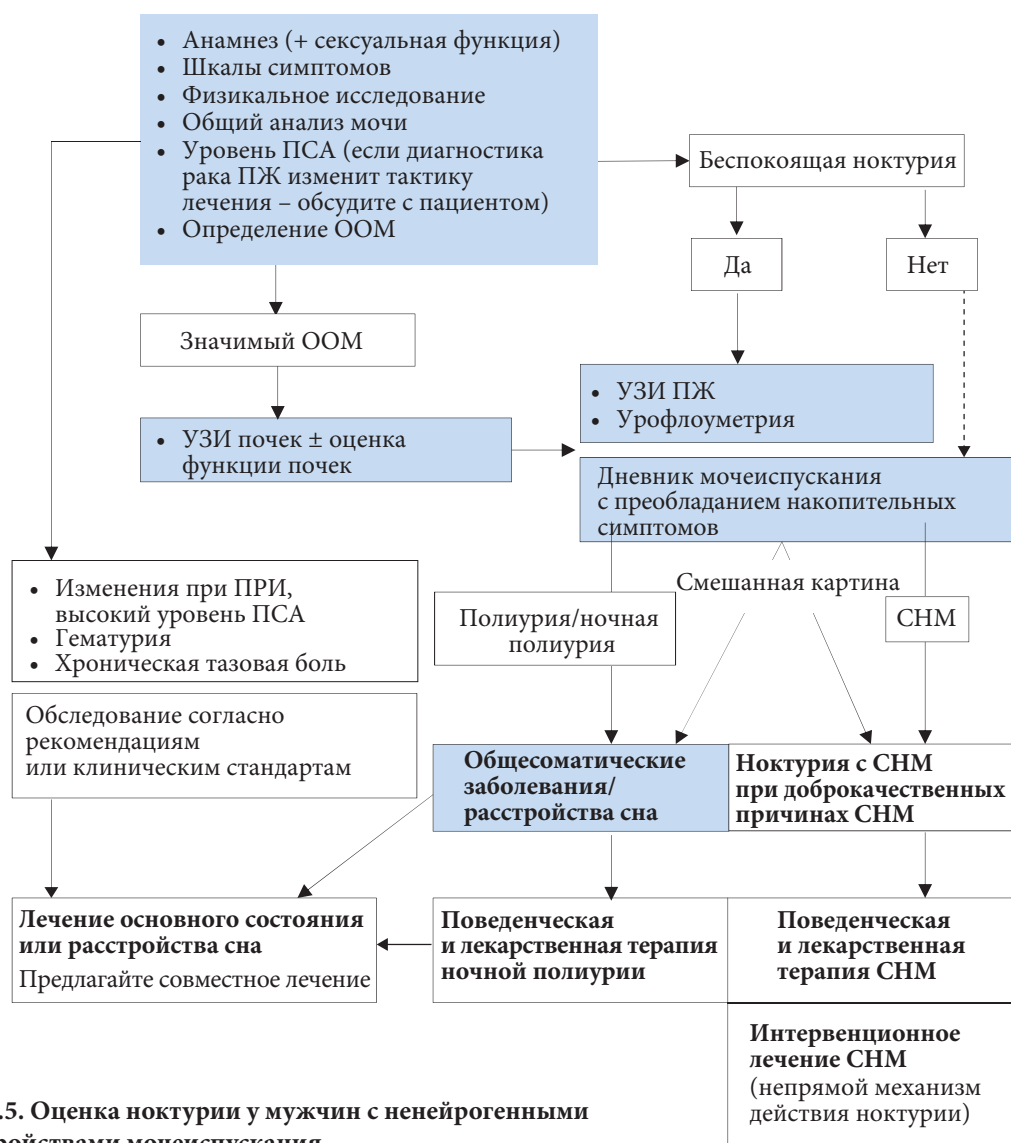 • Анамнез (+ сексуальная функция)
• Шкалы симптомов
• Физикальное исследование
• Общий анализ мочи
• Уровень ПСА (если диагностика
рака ПЖ изменит тактику
лечения – обсудите с пациентом)
• Определение ООМ
Беспокоящая ноктурия
Да
Нет
Значимый ООМ
• УЗИ ПЖ
• Урофлоуметрия
• УЗИ почек ± оценка
функции почек
Дневник мочеиспускания
с преобладанием накопительных
симптомов
• Изменения при ПРИ,
высокий уровень ПСА
• Гематурия
• Хроническая тазовая боль
Смешанная картина
Полиурия/ночная
полиурия
СНМ
Обследование согласно
рекомендациям
или клиническим стандартам
Общесоматические
заболевания/
расстройства сна
Ноктурия с СНМ
при доброкачественных
причинах СНМ
Лечение основного состояния
или расстройства сна
Предлагайте совместное лечение
Поведенческая
и лекарственная терапия
ночной полиурии
Поведенческая
и лекарственная
терапия СНМ
Интервенционное
лечение СНМ
(непрямой механизм
действия ноктурии)
.5. Оценка ноктурии у мужчин с ненейрогенными
ройствами мочеиспускания